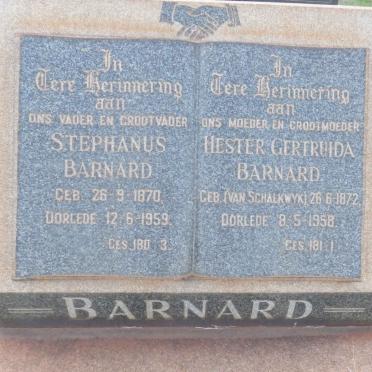 In
Tere Herinnering
aan
ONS VADER EN GROOTVADER
STEPHANUS
BARNARD
GEB. 26-9-1870.
OORLEDE 12-6-1959.
GES. 180: 3.
In
Tere Herinnering
aan
ONS MOEDER EN GROOTMOEDER
HESTER GERTRUIDA
BARNARD.
GEB. (VAN SCHALKWYK) 26-6-1872.
OORLEDE 8-5-1958.
GES. 181: 1.
BARNARD